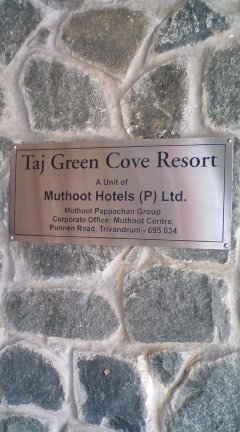 Taj Green Cove Resort
A Unit of
Muthoot Hotels (P) Ltd.
Muthoot Pappachan Group
Corporate Office: Muthoot Centre,
Punnen Road, Trivandrum - 695 034